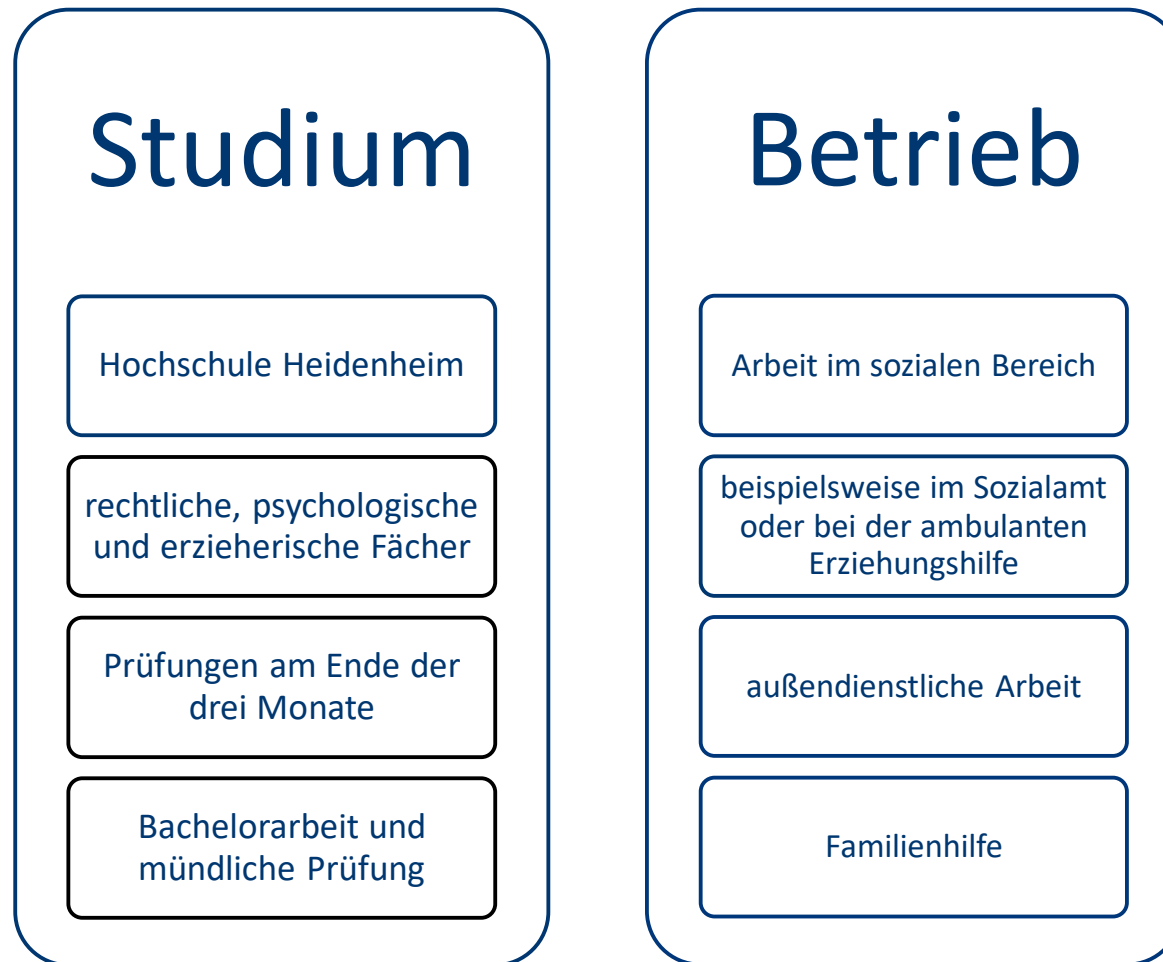 Studium
Hochschule Heidenheim
rechtliche, psychologische
und erzieherische Fächer
Prüfungen am Ende der
drei Monate
Bachelorarbeit und
mündliche Prüfung
Betrieb
Arbeit im sozialen Bereich
beispielsweise im Sozialamt
oder bei der ambulanten
Erziehungshilfe
außendienstliche Arbeit
Familienhilfe